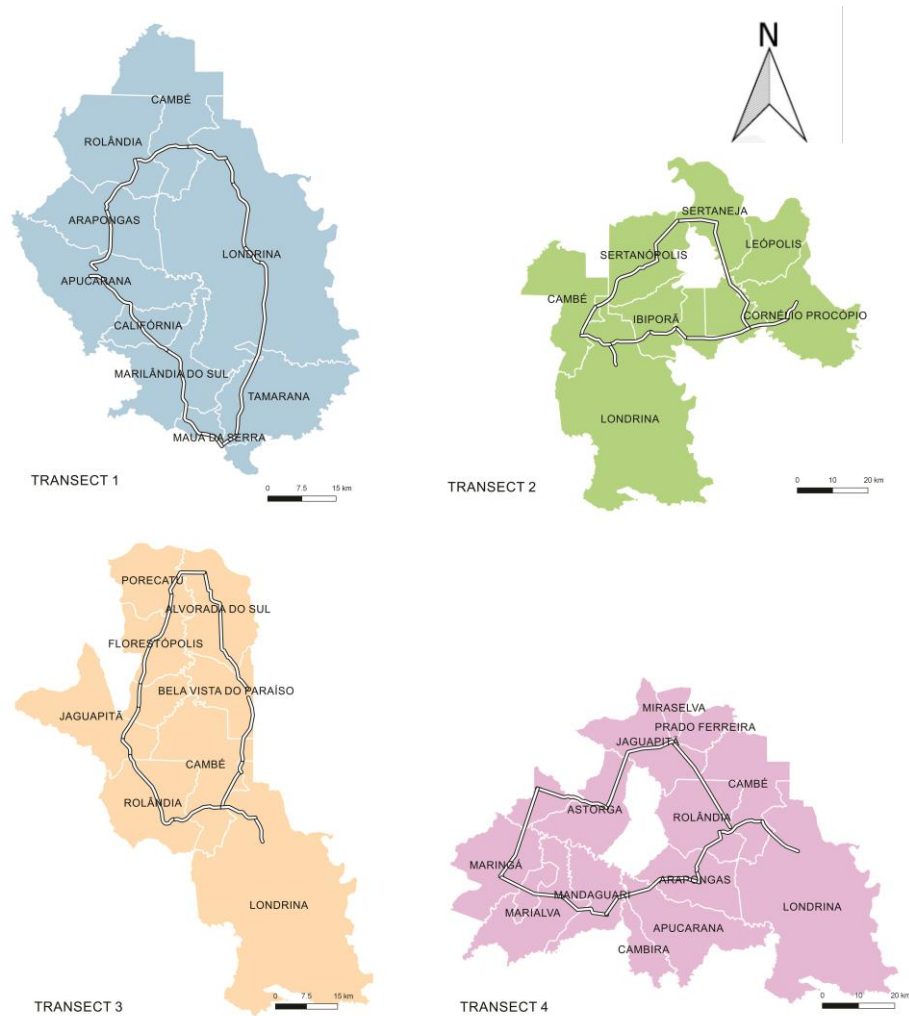 N
CAMBÉ
ROLÂNDIA
ARAPONGAS
LONDRINA
APUCARANA
CALIFÓRNIA
MARILÂNDIA DO SUL
TAMARANA
MAUÁ DA SERRA
TRANSECT 1
0 7.5 15 km
SERTANEJA
LEÓPOLIS
SERTANÓPOLIS
CAMBÉ
IBIPORÃ
CORNÉLIO PROCÓPIO
LONDRINA
TRANSECT 2
0 10 20 km
PORECATU
ALVORADA DO SUL
FLORESTÓPOLIS
BELA VISTA DO PARAÍSO
JAGUAPITÃ
CAMBÉ
ROLÂNDIA
LONDRINA
TRANSECT 3
0 7.5 15 km
MIRASELVA
PRADO FERREIRA
JAGUAPITÃ
CAMBÉ
ASTORGA
ROLÂNDIA
MARINGÁ
ARAPONGAS
MANDAGUARI
MARIALVA
LONDRINA
APUCARANA
CAMBIRA
TRANSECT 4
0 10 20 km